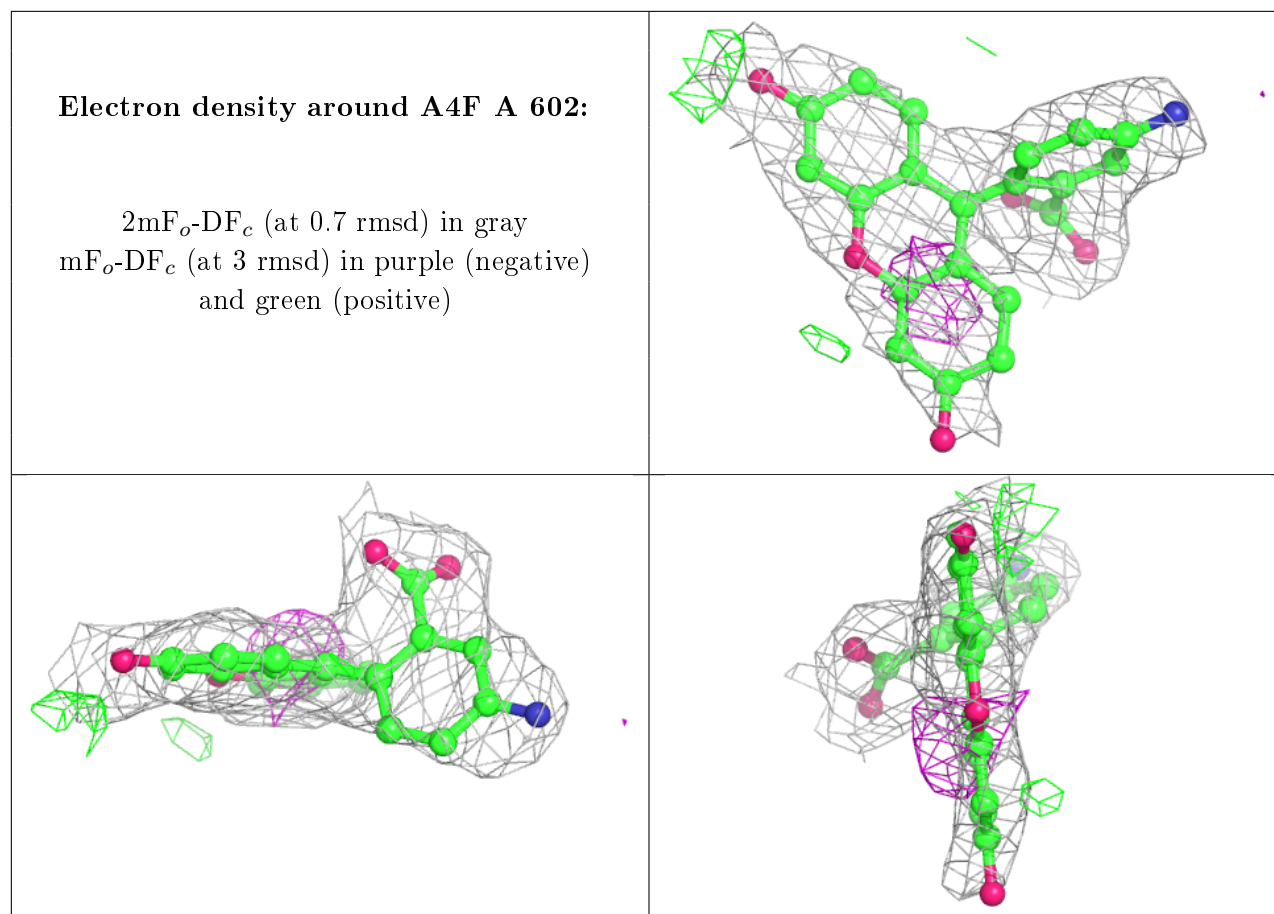 Electron density around A4F A 602:
2mFₒ-DF𝒸 (at 0.7 rmsd) in gray
mFₒ-DF𝒸 (at 3 rmsd) in purple (negative)
and green (positive)